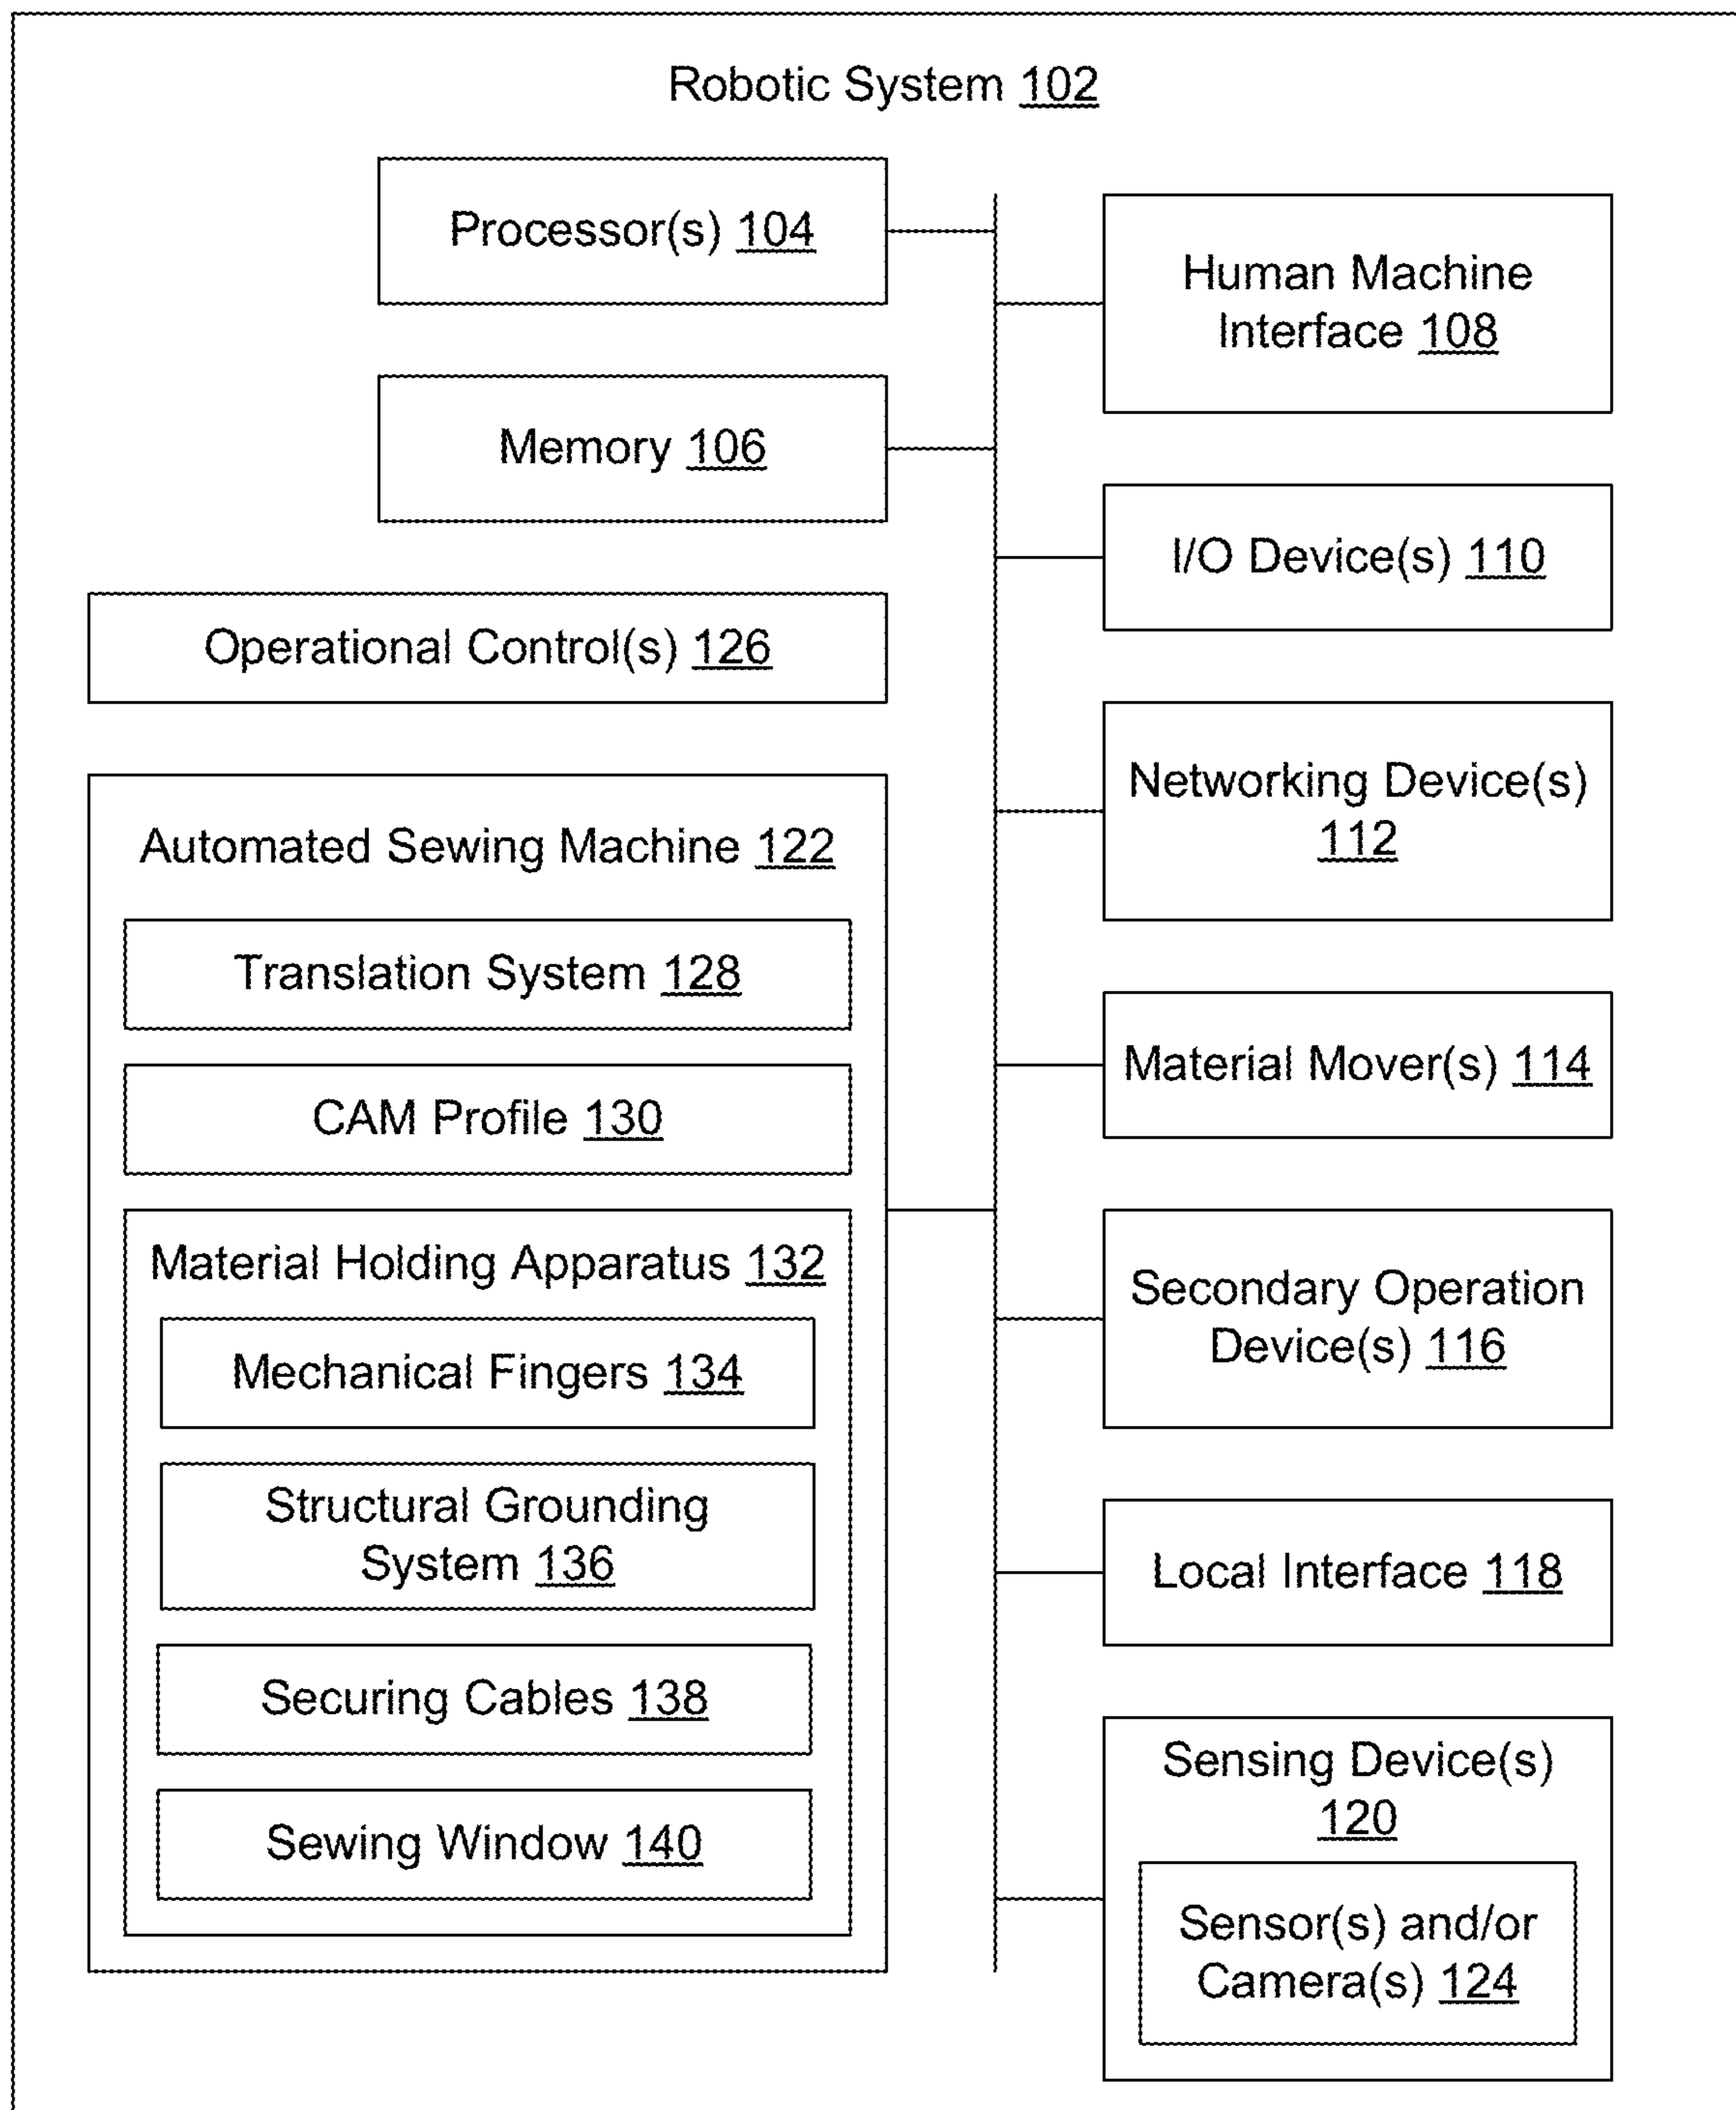 Robotic System 102
Processor(s) 104
Memory 106
Operational Control(s) 126
Automated Sewing Machine 122
Translation System 128
CAM Profile 130
Material Holding Apparatus 132
Mechanical Fingers 134
Structural Grounding
System 136
Securing Cables 138
Sewing Window 140
Human Machine
Interface 108
I/O Device(s) 110
Networking Device(s)
112
Material Mover(s) 114
Secondary Operation
Device(s) 116
Local Interface 118
Sensing Device(s)
120
Sensor(s) and/or
Camera(s) 124